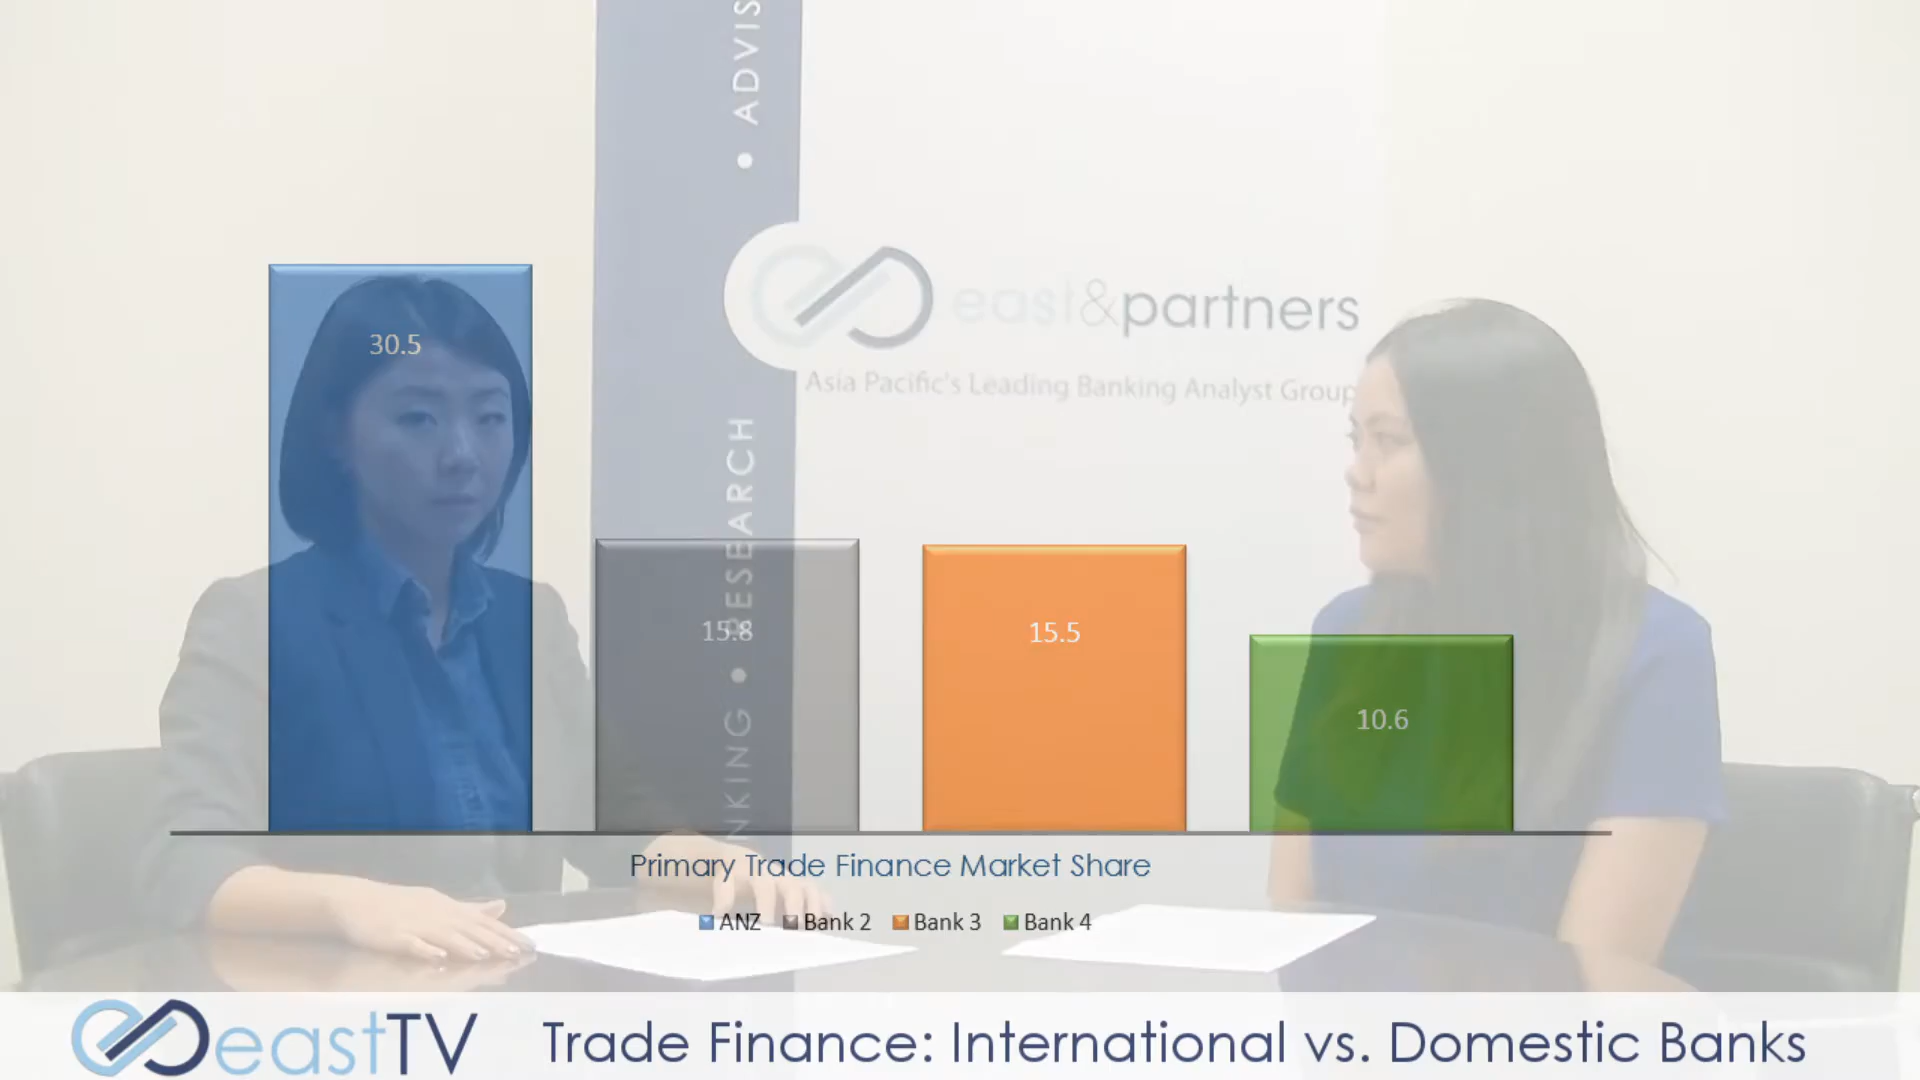 • ADVIS
east&partners
Asia Pacific's Leading Banking Analyst Group
NKING • RESEARCH
30.5
15.8
15.5
10.6
Primary Trade Finance Market Share
ANZ Bank 2 Bank 3 Bank 4
eastTV Trade Finance: International vs. Domestic Banks